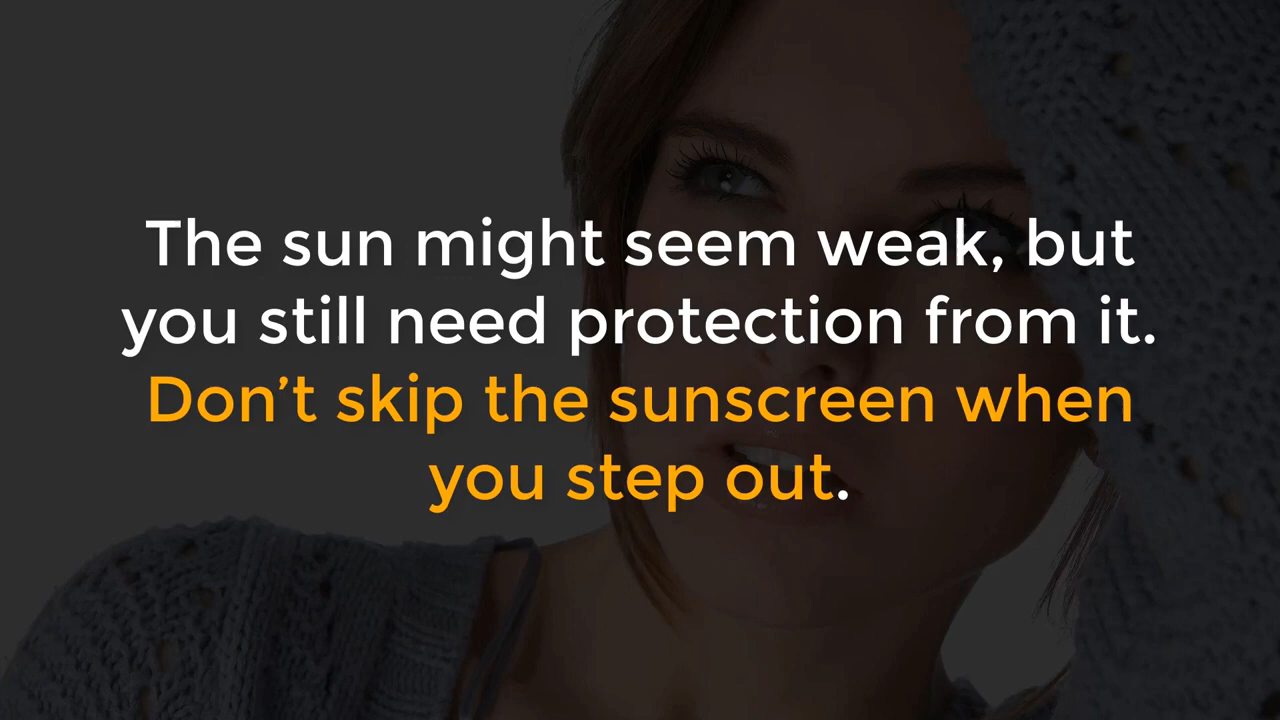 The sun might seem weak, but
you still need protection from it.
Don’t skip the sunscreen when
you step out.